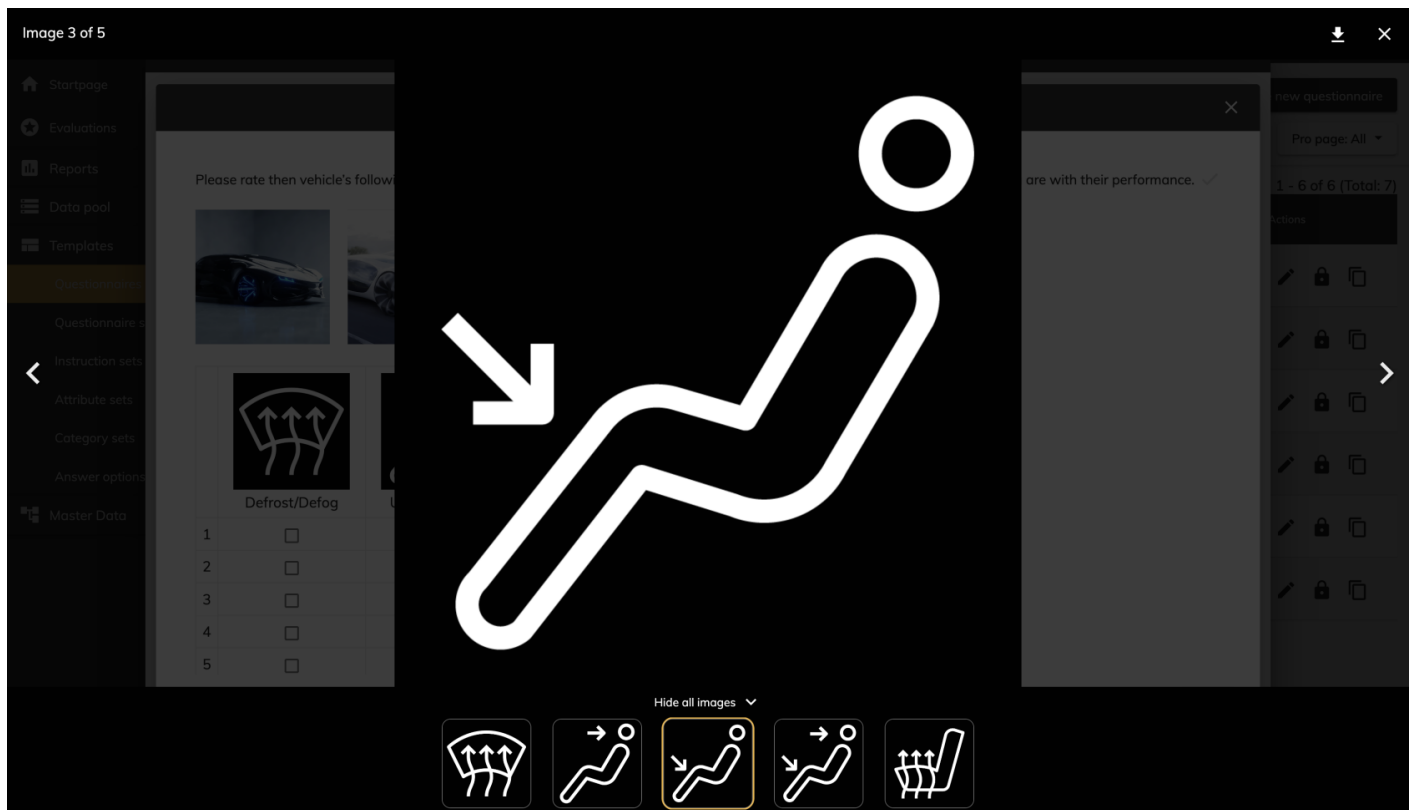 Image 3 of 5
Startpage
new questionnaire
Evaluations
Pro page: All
Reports
Please rate then vehicle's followi
are with their performance.
1 - 6 of 6 (Total: 7)
Data pool
Actions
Templates
Questionnaires
Questionnaire s
Instruction sets
Attribute sets
Category sets
Answer options
Defrost/Defog
Master Data
1
2
3
4
5
Hide all images